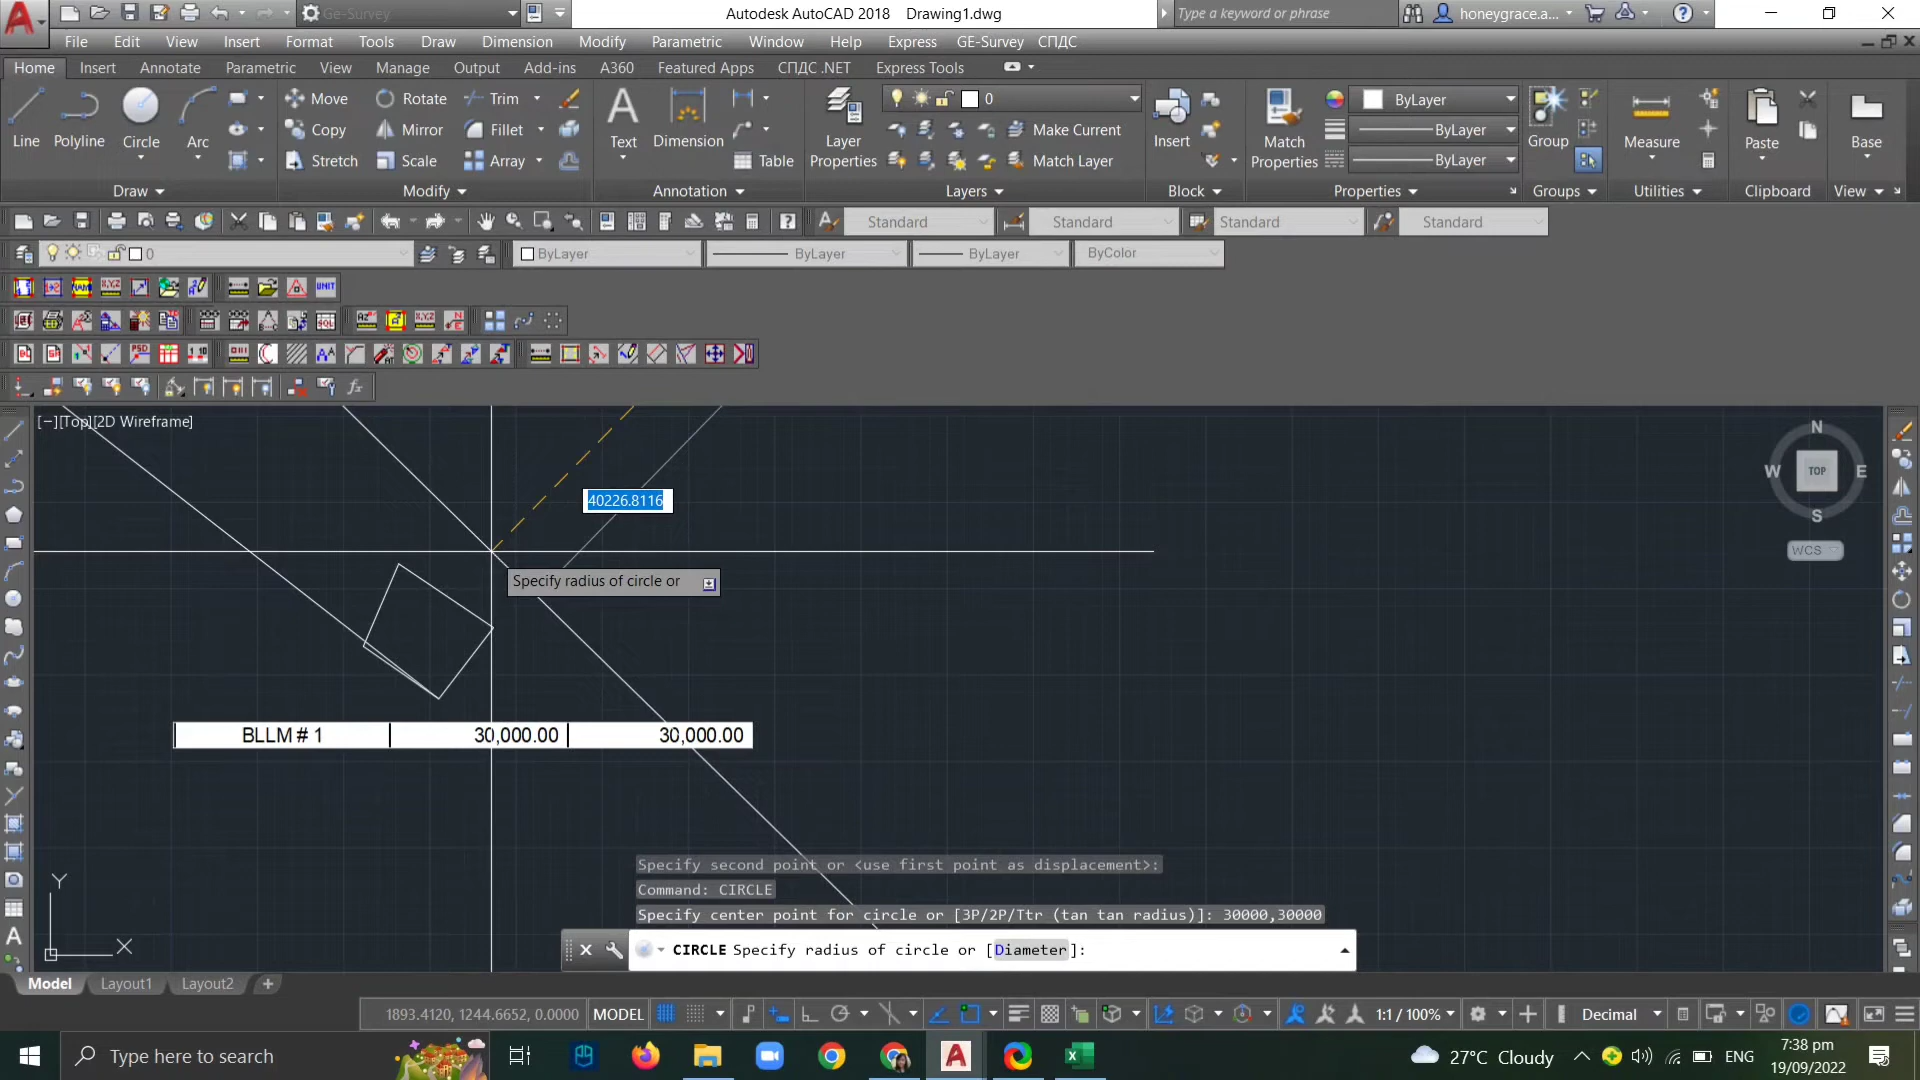 Ge-Survey
Autodesk AutoCAD 2018 Drawing1.dwg
Type a keyword or phrase
honeygrace.a...
File Edit View Insert Format Tools Draw Dimension Modify Parametric Window Help Express GE-Survey СПДС
Home Insert Annotate Parametric View Manage Output Add-ins A360 Featured Apps СПДС .NET Express Tools
Line Polyline Circle Arc
Move Rotate Trim
Copy Mirror Fillet
Stretch Scale Array
Text Dimension Table
Layer Properties
0
Make Current
Match Layer
Insert
Match Properties
ByLayer
ByLayer
ByLayer
Group Measure Paste Base
Draw Modify Annotation Layers Block Properties Groups Utilities Clipboard View
Standard Standard Standard Standard
0 ByLayer ByLayer ByLayer ByColor
[−][Top][2D Wireframe]
N
W TOP E
S
WCS
40226.8116
Specify radius of circle or
BLLM # 1 30,000.00 30,000.00
Y
X
Specify second point or <use first point as displacement>:
Command: CIRCLE
Specify center point for circle or [3P/2P/Ttr (tan tan radius)]: 30000,30000
CIRCLE Specify radius of circle or [Diameter]:
Model Layout1 Layout2 +
1893.4120, 1244.6652, 0.0000 MODEL 1:1 / 100% Decimal
Type here to search
27°C Cloudy ENG
7:38 pm
19/09/2022